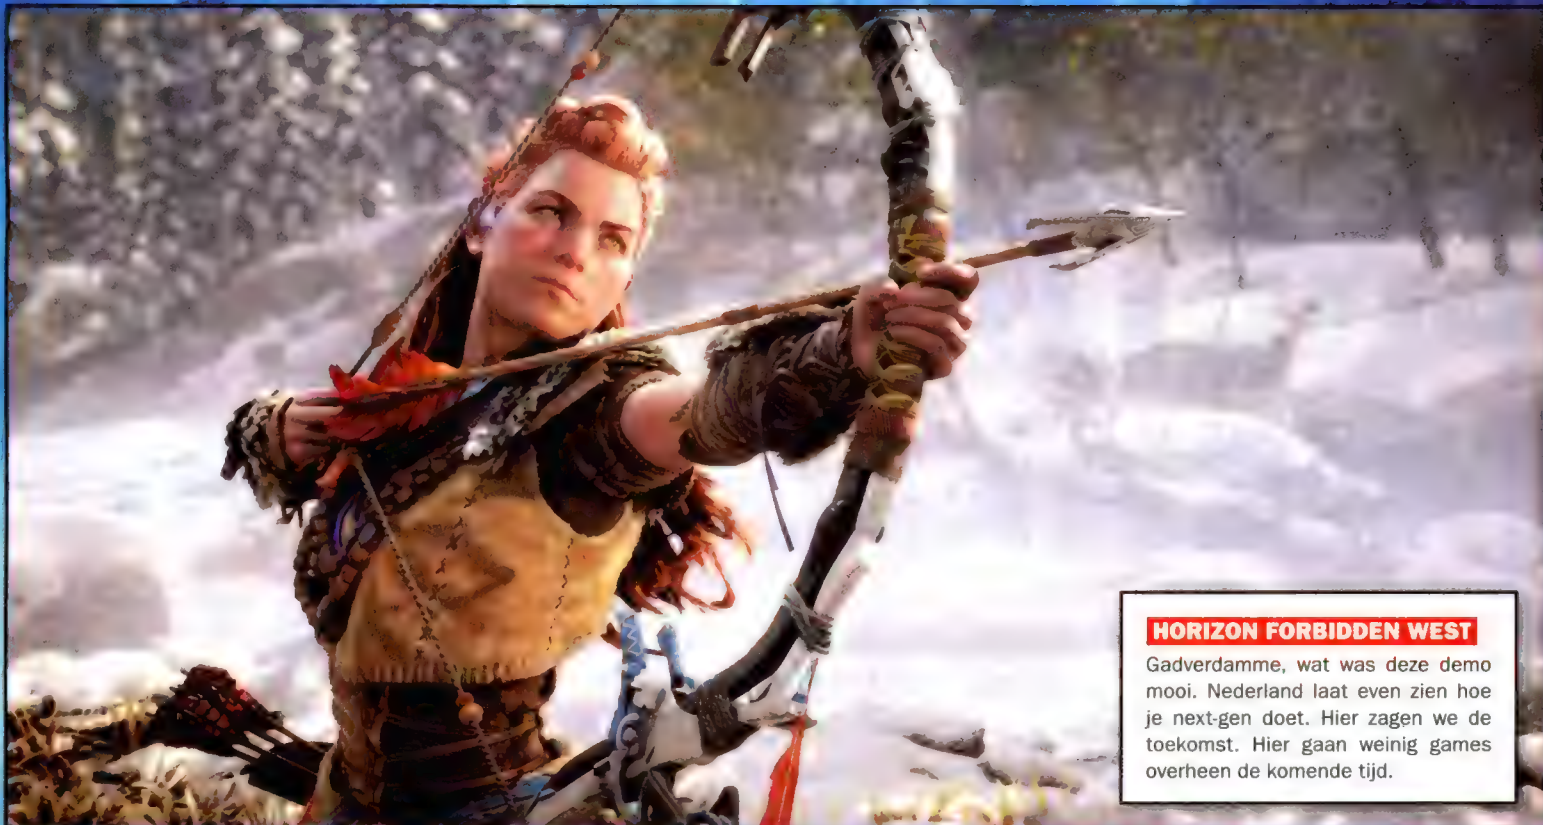 HORIZON FORBIDDEN WEST
Gadverdamme, wat was deze demo
mooi. Nederland laat even zien hoe
je next-gen doet. Hier zagen we de
toekomst. Hier gaan weinig games
overheen de komende tijd.